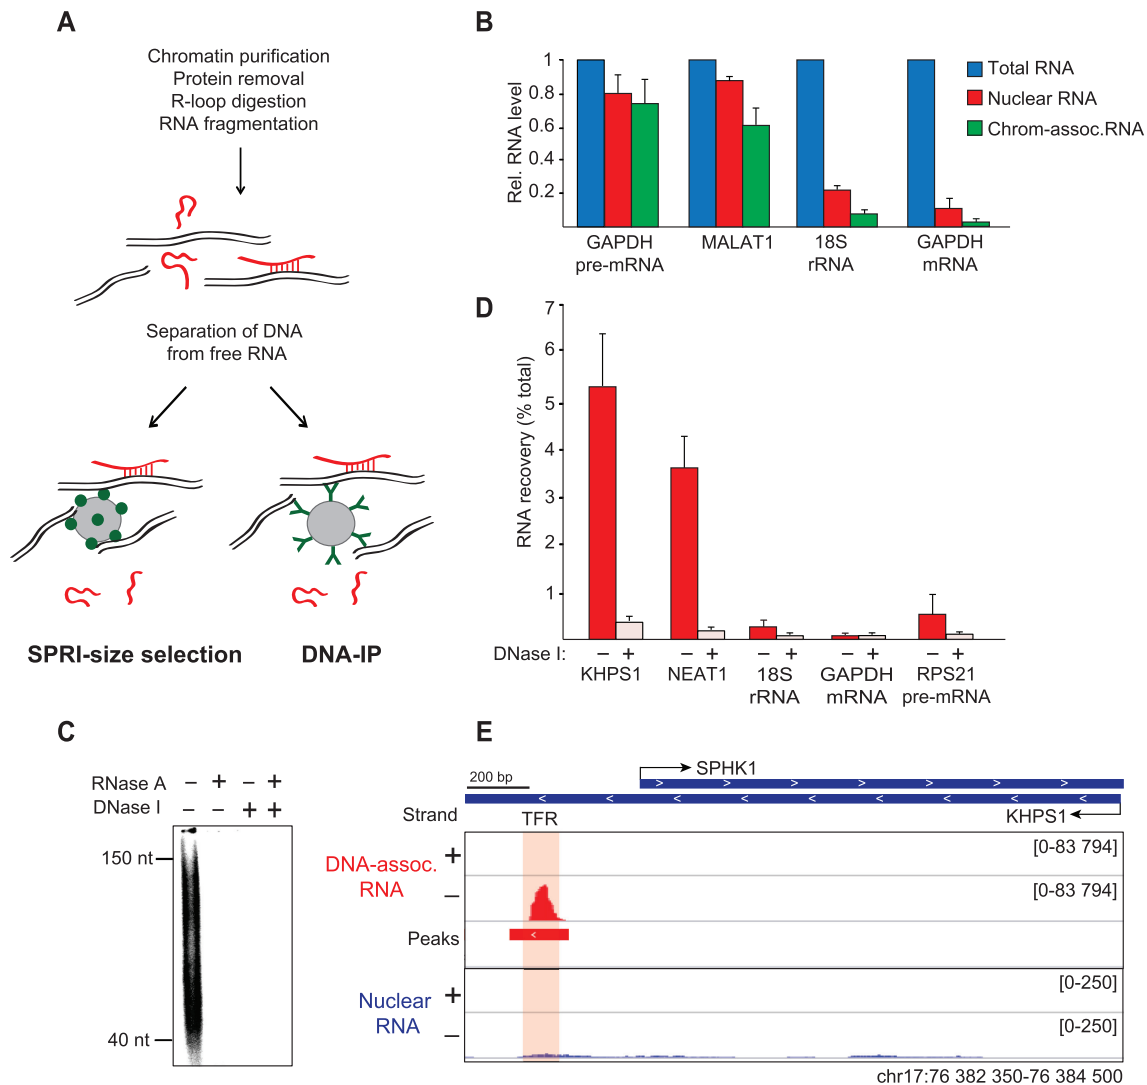 A
Chromatin purification
Protein removal
R-loop digestion
RNA fragmentation
Separation of DNA
from free RNA
SPRI-size selection
DNA-IP
B
Rel. RNA level
1
0.8
0.6
0.4
0.2
Total RNA
Nuclear RNA
Chrom-assoc.RNA
GAPDH
pre-mRNA
MALAT1
18S
rRNA
GAPDH
mRNA
D
RNA recovery (% total)
7
6
5
4
3
2
1
DNase I: – + – + – + – + – +
KHPS1
NEAT1
18S
rRNA
GAPDH
mRNA
RPS21
pre-mRNA
C
RNase A – + – +
DNase I – – + +
150 nt
40 nt
E
200 bp
SPHK1
> > > > > >
< < < < < < < < <
KHPS1
Strand
TFR
DNA-assoc.
RNA
+
[0-83 794]
–
[0-83 794]
Peaks
<
Nuclear
RNA
+
[0-250]
–
[0-250]
chr17:76 382 350-76 384 500